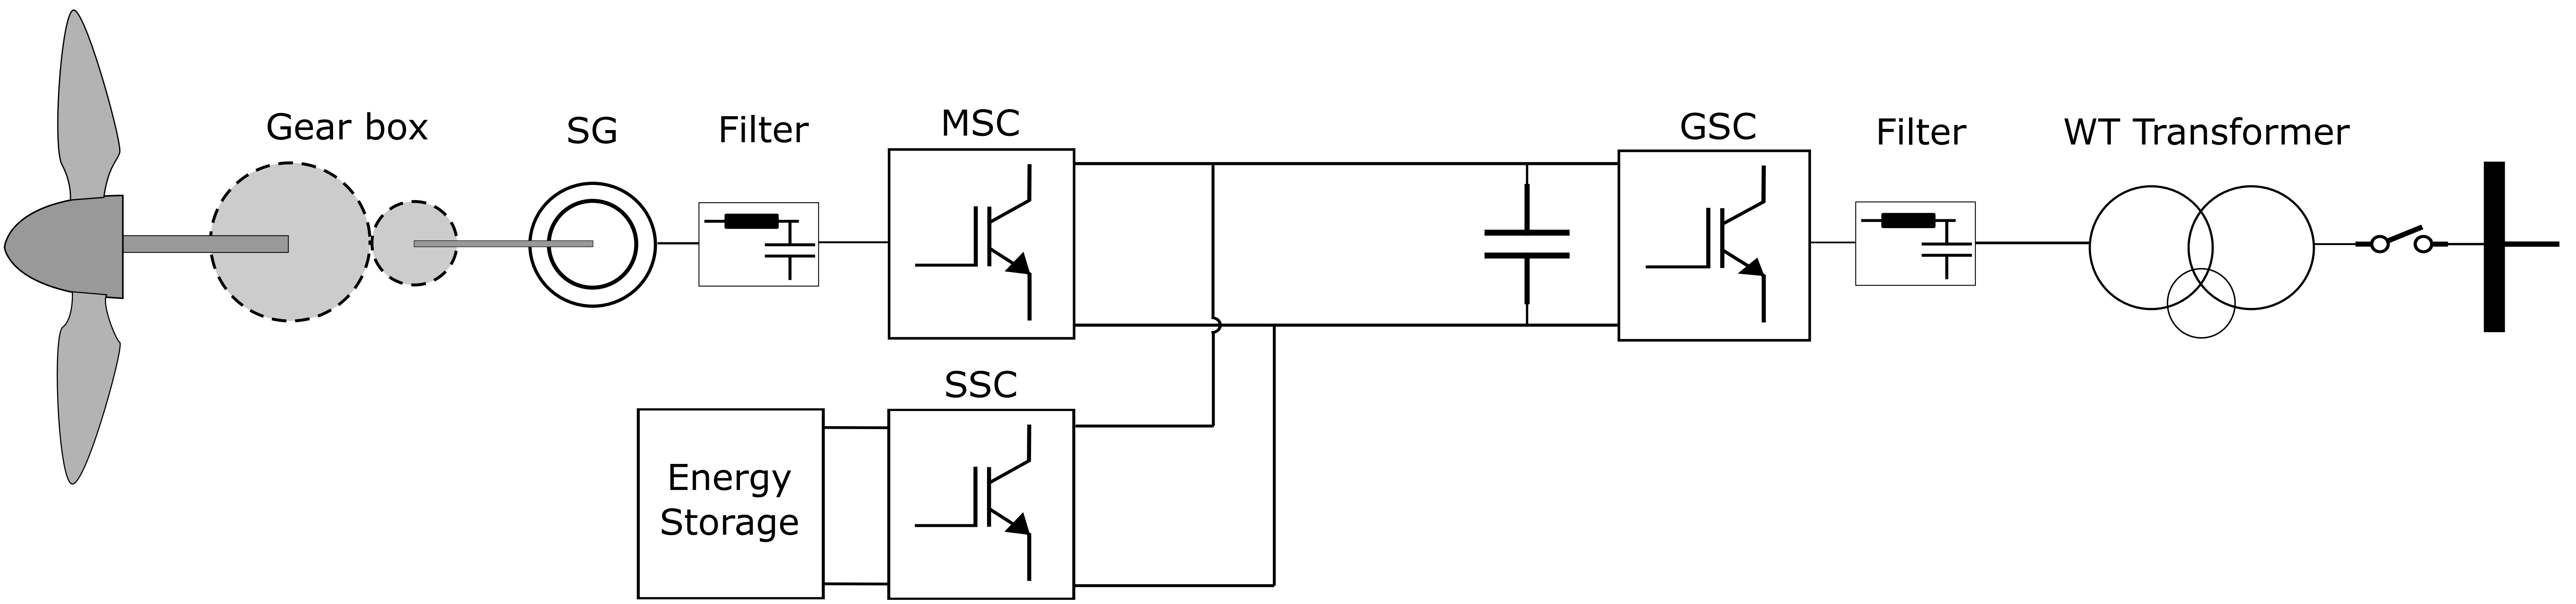 Gear box
SG
Filter
MSC
GSC
Filter
WT Transformer
SSC
Energy
Storage